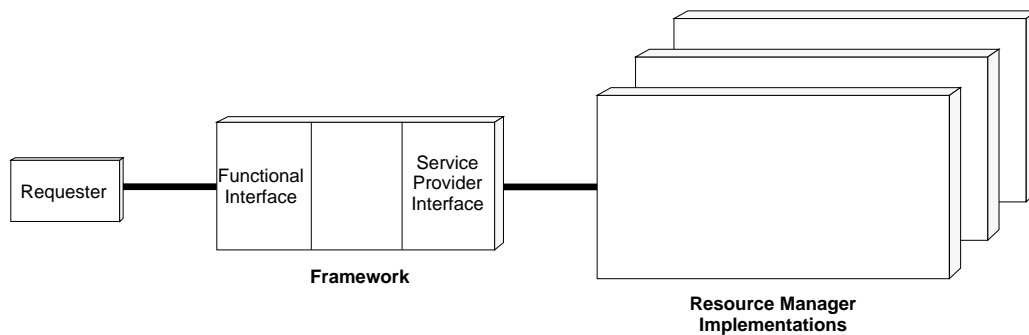 Requester
Functional
Interface
Service
Provider
Interface
Framework
Resource Manager
Implementations